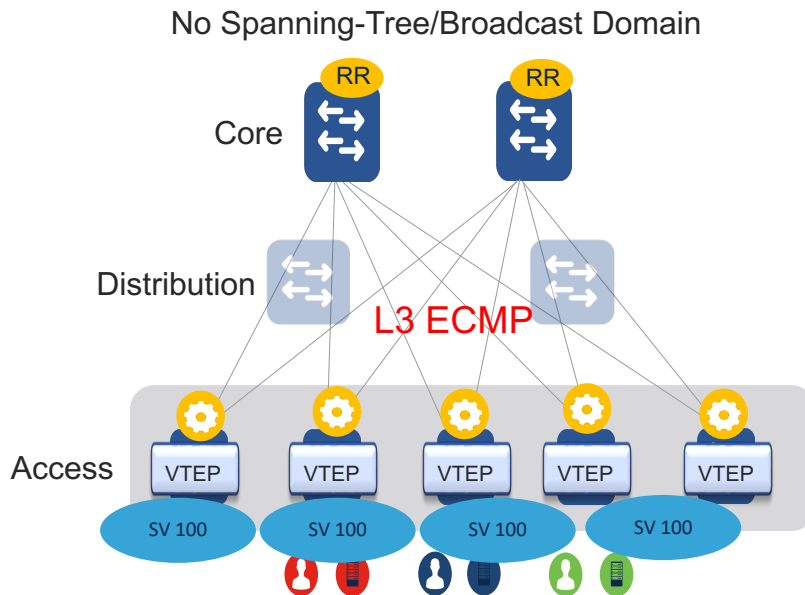 No Spanning-Tree/Broadcast Domain
RR
RR
Core
Distribution
L3 ECMP
Access
VTEP
VTEP
VTEP
VTEP
VTEP
SV 100
SV 100
SV 100
SV 100